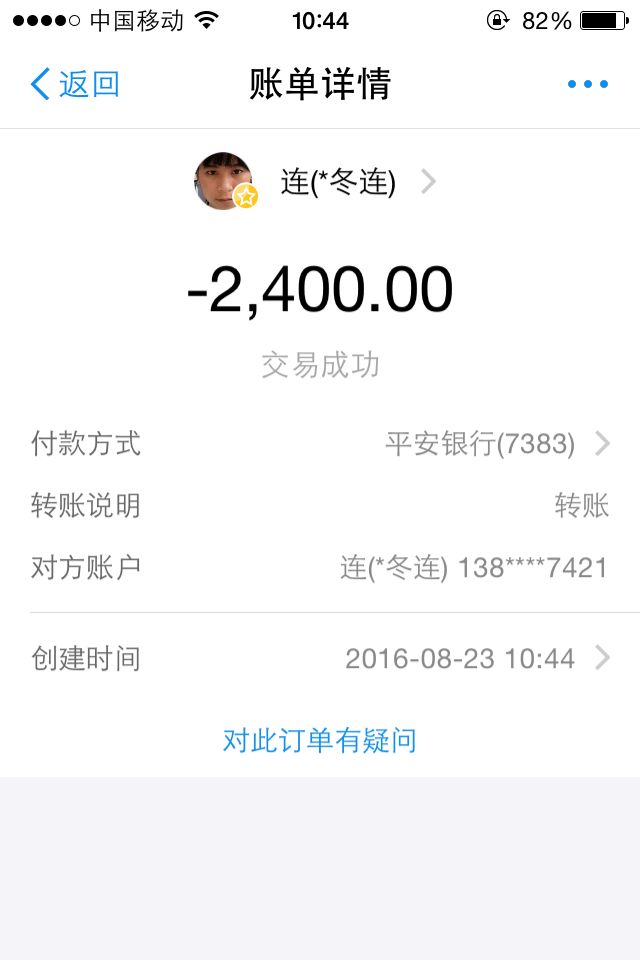 中国移动 10:44 82%
返回 账单详情
连(*冬连)
-2,400.00
交易成功
付款方式 平安银行(7383)
转账说明 转账
对方账户 连(*冬连) 138****7421
创建时间 2016-08-23 10:44
对此订单有疑问